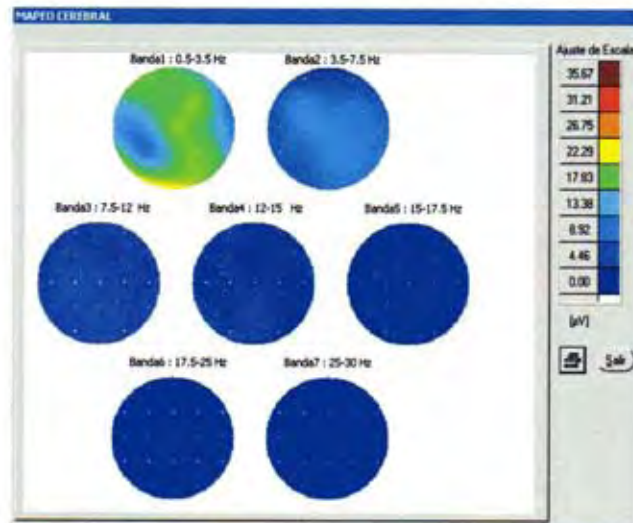 MAPEO CEREBRAL
Banda1 : 0.5-3.5 Hz
Banda2 : 3.5-7.5 Hz
Banda3 : 7.5-12 Hz
Banda4 : 12-15 Hz
Banda5 : 15-17.5 Hz
Banda6 : 17.5-25 Hz
Banda7 : 25-30 Hz
Ajuste de Escala
35.67
31.21
26.75
22.29
17.83
13.38
8.92
4.46
0.00
[µV]
Salir